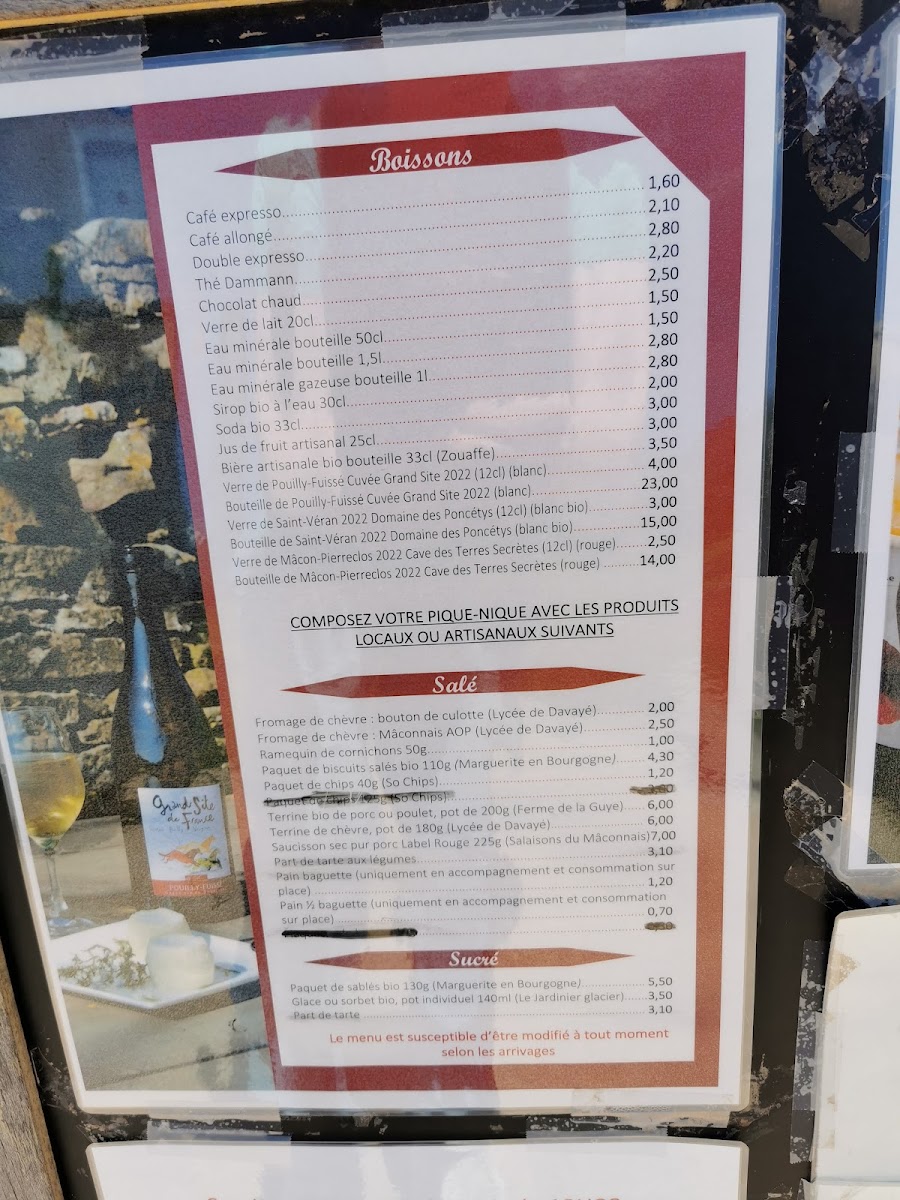 Boissons
Café expresso.......... 1,60
Café allongé.......... 2,10
Double expresso.......... 2,80
Thé Dammann.......... 2,20
Chocolat chaud.......... 2,50
Verre de lait 20cl.......... 1,50
Eau minérale bouteille 50cl.......... 1,50
Eau minérale bouteille 1,5l.......... 2,80
Eau minérale gazeuse bouteille 1l.......... 2,80
Sirop bio à l'eau 30cl.......... 2,00
Soda bio 33cl.......... 3,00
Jus de fruit artisanal 25cl.......... 3,00
Bière artisanale bio bouteille 33cl (Zouaffe).......... 3,50
Verre de Pouilly-Fuissé Cuvée Grand Site 2022 (12cl) (blanc).......... 4,00
Bouteille de Pouilly-Fuissé Cuvée Grand Site 2022 (blanc).......... 23,00
Verre de Saint-Véran 2022 Domaine des Poncétys (12cl) (blanc bio).......... 3,00
Bouteille de Saint-Véran 2022 Domaine des Poncétys (blanc bio).......... 15,00
Verre de Mâcon-Pierreclos 2022 Cave des Terres Secrètes (12cl) (rouge).......... 2,50
Bouteille de Mâcon-Pierreclos 2022 Cave des Terres Secrètes (rouge) .......... 14,00
COMPOSEZ VOTRE PIQUE-NIQUE AVEC LES PRODUITS
LOCAUX OU ARTISANAUX SUIVANTS
Salé
Fromage de chèvre : bouton de culotte (Lycée de Davayé).......... 2,00
Fromage de chèvre : Mâconnais AOP (Lycée de Davayé).......... 2,50
Ramequin de cornichons 50g.......... 1,00
Paquet de biscuits salés bio 110g (Marguerite en Bourgogne).......... 4,30
Paquet de chips 40g (So Chips).......... 1,20
Paquet de chips (So Chips)..........
Terrine bio de porc ou poulet, pot de 200g (Ferme de la Guye).......... 6,00
Terrine de chèvre, pot de 180g (Lycée de Davayé).......... 6,00
Saucisson sec pur porc Label Rouge 225g (Salaisons du Mâconnais)7,00
Part de tarte aux légumes.......... 3,10
Pain baguette (uniquement en accompagnement et consommation sur
place) .......... 1,20
Pain ½ baguette (uniquement en accompagnement et consommation
sur place) .......... 0,70
Sucré
Paquet de sablés bio 130g (Marguerite en Bourgogne).......... 5,50
Glace ou sorbet bio, pot individuel 140ml (Le Jardinier glacier).......... 3,50
Part de tarte .......... 3,10
Le menu est susceptible d'être modifié à tout moment
selon les arrivages
Grand Site
de France